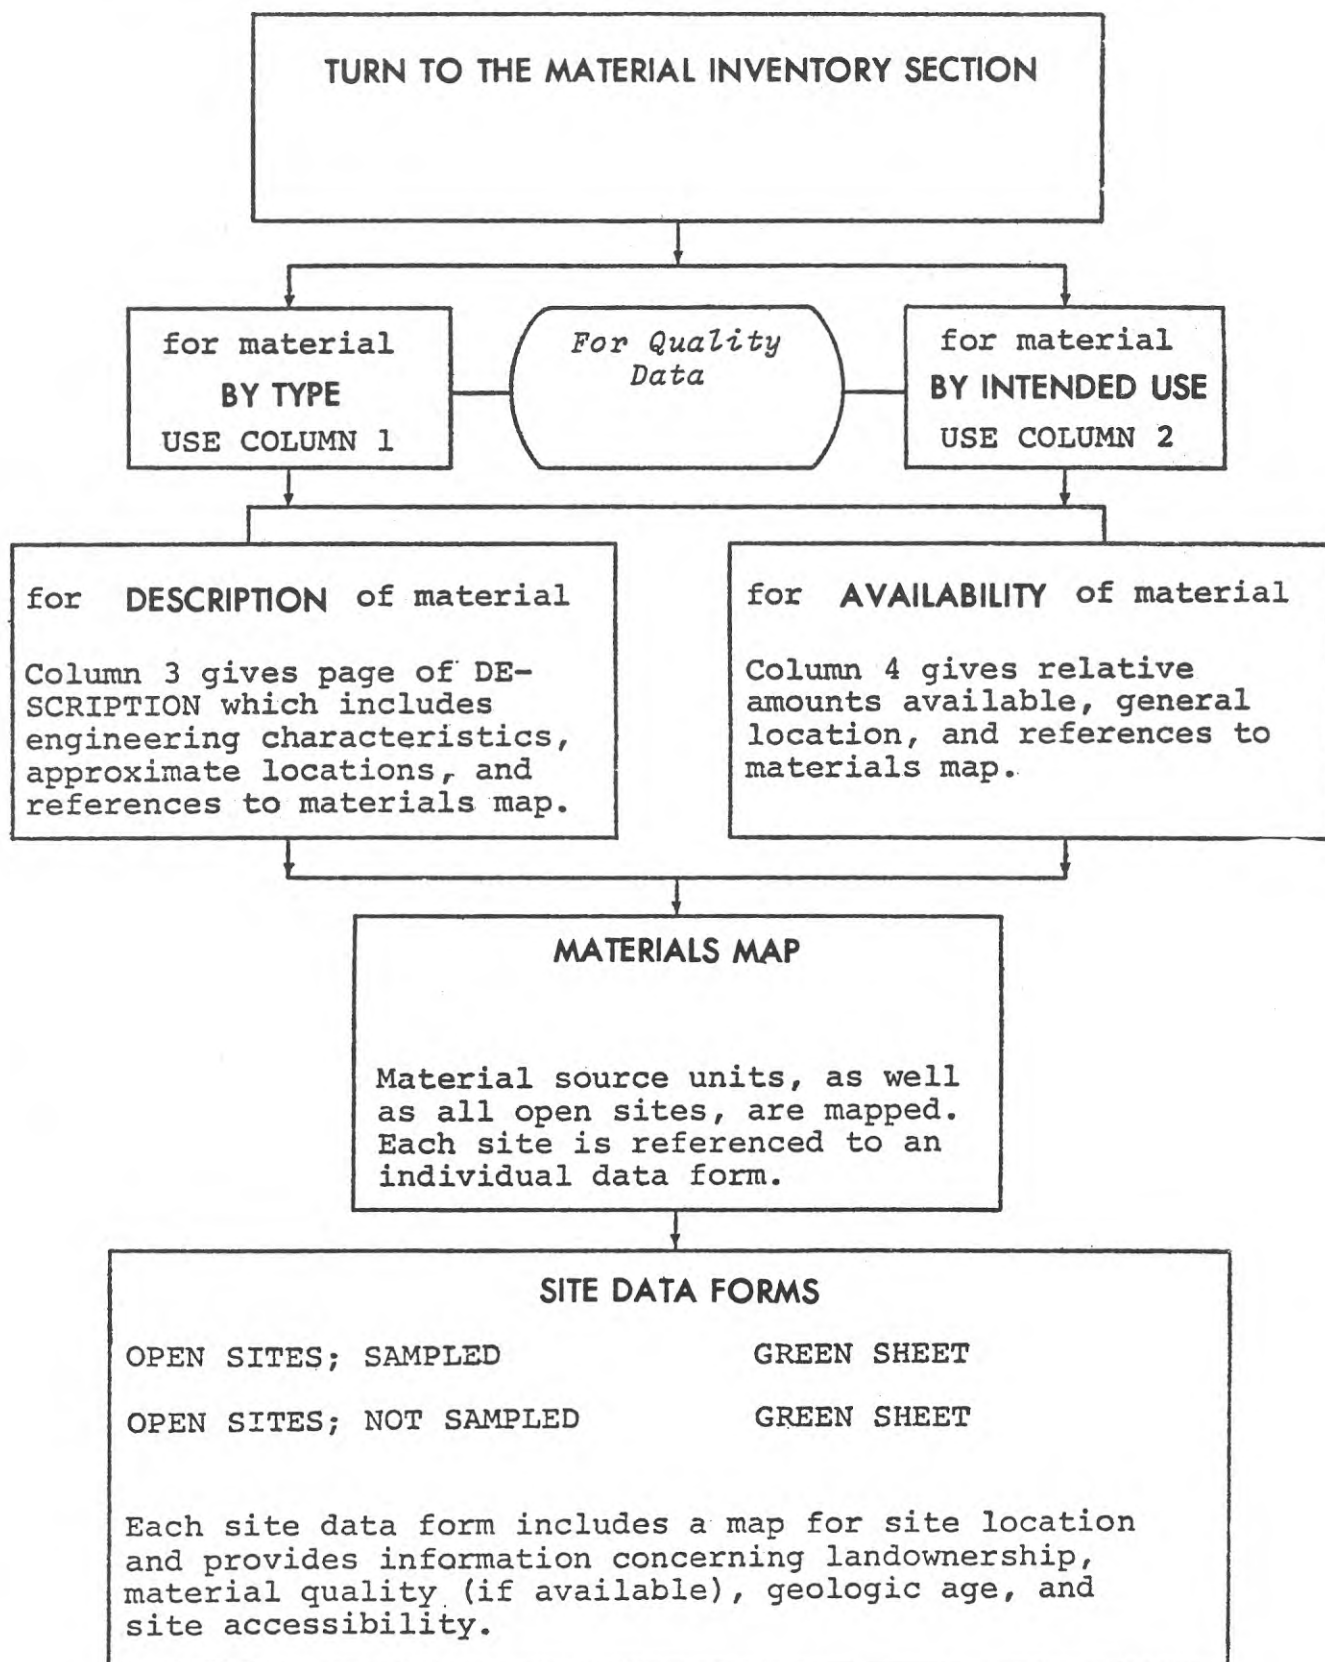 TURN TO THE MATERIAL INVENTORY SECTION
for material
BY TYPE
USE COLUMN 1
For Quality
Data
for material
BY INTENDED USE
USE COLUMN 2
for DESCRIPTION of material
Column 3 gives page of DE-
SCRIPTION which includes
engineering characteristics,
approximate locations, and
references to materials map.
for AVAILABILITY of material
Column 4 gives relative
amounts available, general
location, and references to
materials map.
MATERIALS MAP
Material source units, as well
as all open sites, are mapped.
Each site is referenced to an
individual data form.
SITE DATA FORMS
OPEN SITES; SAMPLED GREEN SHEET
OPEN SITES; NOT SAMPLED GREEN SHEET
Each site data form includes a map for site location
and provides information concerning landownership,
material quality (if available), geologic age, and
site accessibility.